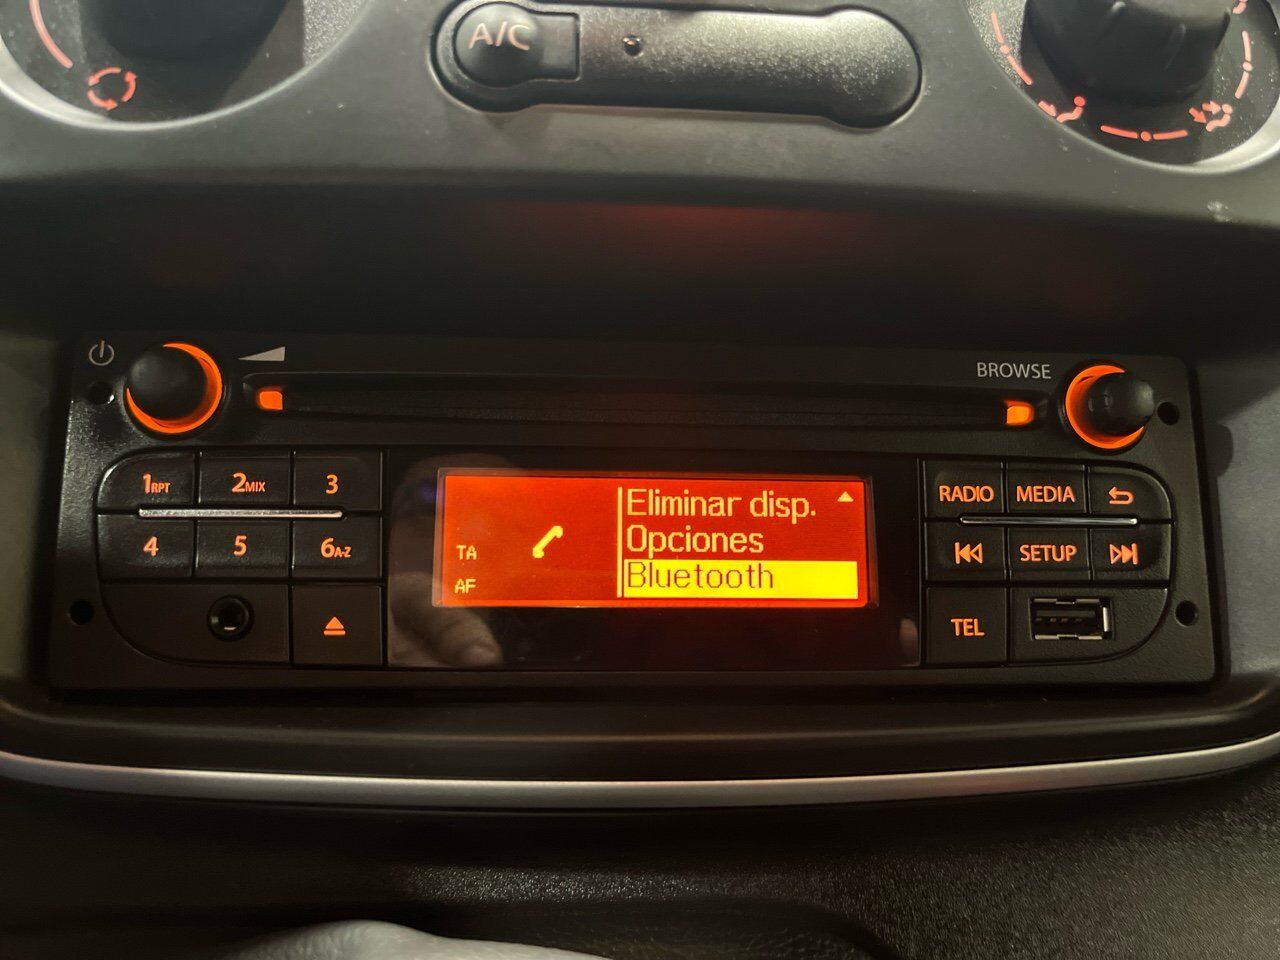 A/C
BROWSE
1RPT 2MIX 3
4 5 6A-Z
TA
AF
Eliminar disp.
Opciones
Bluetooth
RADIO MEDIA
SETUP
TEL